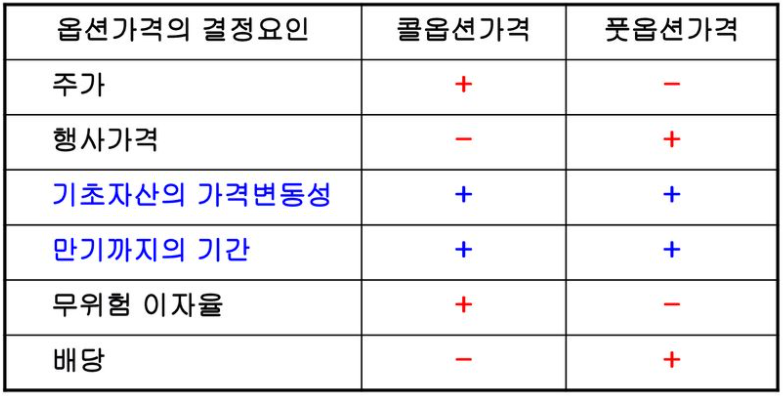 옵션가격의 결정요인 콜옵션가격 풋옵션가격
주가 + −
행사가격 − +
기초자산의 가격변동성 + +
만기까지의 기간 + +
무위험 이자율 + −
배당 − +